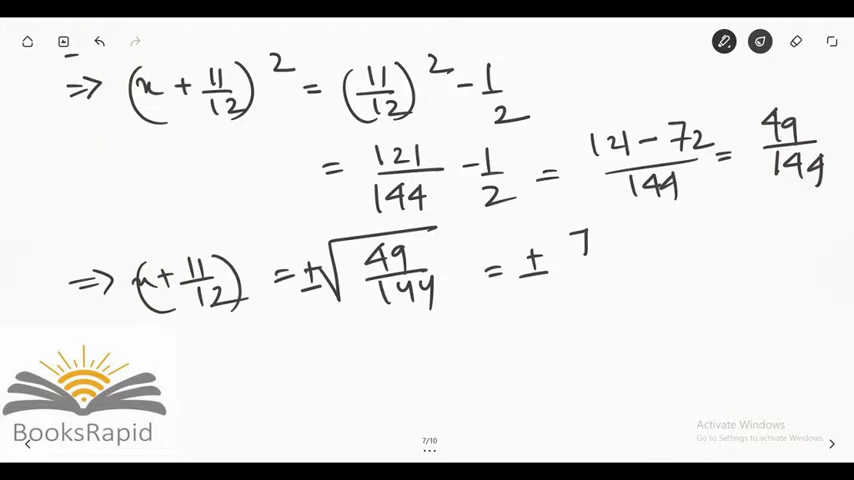 => (x + 11/12)² = (11/12)² - 1/2
= 121/144 - 1/2 = 121 - 72/144 = 49/144
=> (x + 11/12) = ±√49/144 = ± 7
BooksRapid
Activate Windows
Go to Settings to activate Windows.
7/10